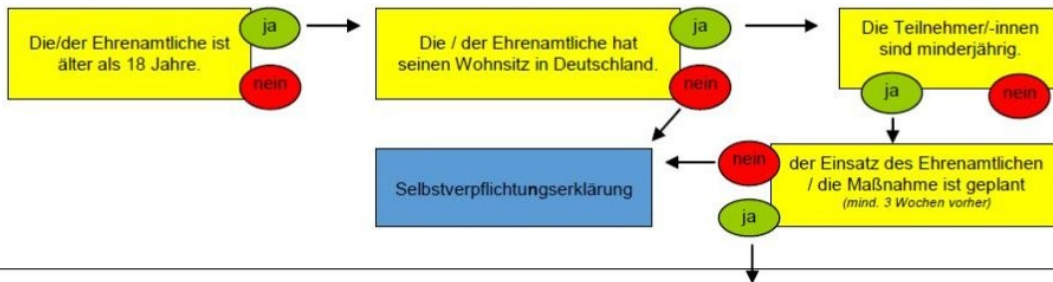 ja
Die/der Ehrenamtliche ist
älter als 18 Jahre.
nein
ja
Die / der Ehrenamtliche hat
seinen Wohnsitz in Deutschland.
nein
Die Teilnehmer/-innen
sind minderjährig.
ja
nein
Selbstverpflichtungserklärung
nein
der Einsatz des Ehrenamtlichen
/ die Maßnahme ist geplant
(mind. 3 Wochen vorher)
ja